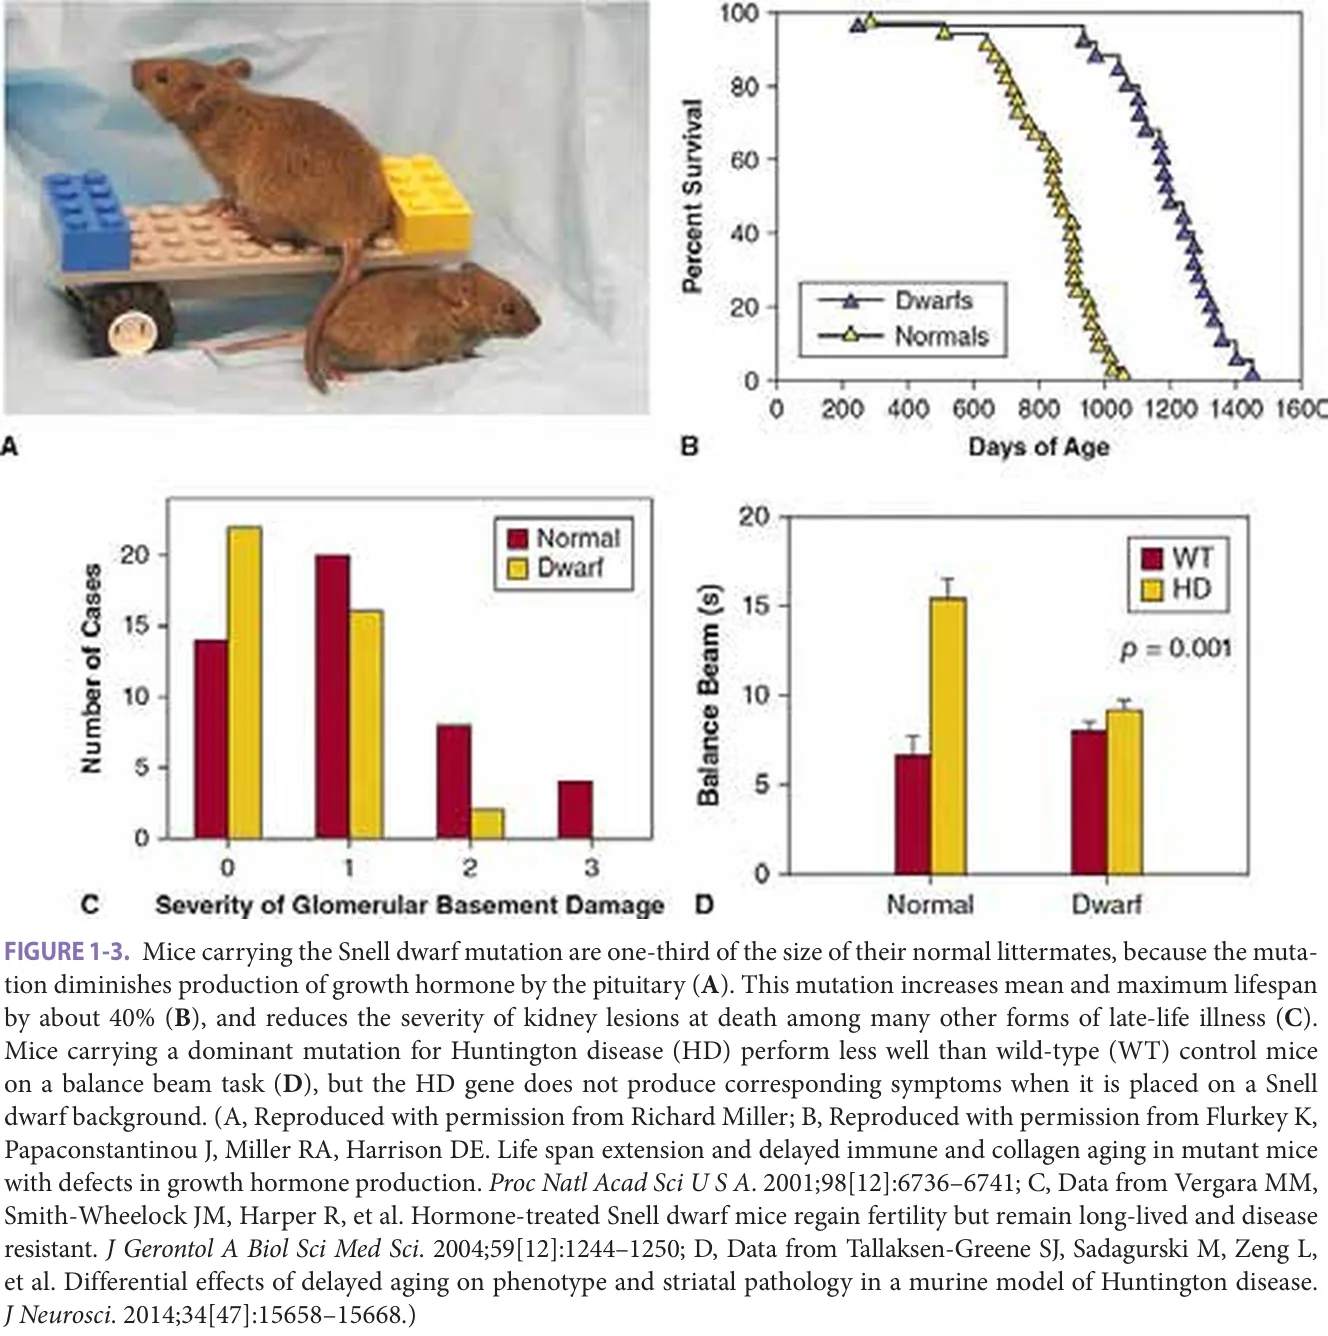 A
100
80
60
40
20
0
Percent Survival
Dwarfs
Normals
0 200 400 600 800 1000 1200 1400 1600
Days of Age
B
20
15
10
5
0
Number of Cases
Normal
Dwarf
0 1 2 3
C Severity of Glomerular Basement Damage
20
15
10
5
0
Balance Beam (s)
WT
HD
p = 0.001
Normal Dwarf
D
FIGURE 1-3. Mice carrying the Snell dwarf mutation are one-third of the size of their normal littermates, because the muta-
tion diminishes production of growth hormone by the pituitary (A). This mutation increases mean and maximum lifespan
by about 40% (B), and reduces the severity of kidney lesions at death among many other forms of late-life illness (C).
Mice carrying a dominant mutation for Huntington disease (HD) perform less well than wild-type (WT) control mice
on a balance beam task (D), but the HD gene does not produce corresponding symptoms when it is placed on a Snell
dwarf background. (A, Reproduced with permission from Richard Miller; B, Reproduced with permission from Flurkey K,
Papaconstantinou J, Miller RA, Harrison DE. Life span extension and delayed immune and collagen aging in mutant mice
with defects in growth hormone production. Proc Natl Acad Sci U S A. 2001;98[12]:6736–6741; C, Data from Vergara MM,
Smith-Wheelock JM, Harper R, et al. Hormone-treated Snell dwarf mice regain fertility but remain long-lived and disease
resistant. J Gerontol A Biol Sci Med Sci. 2004;59[12]:1244–1250; D, Data from Tallaksen-Greene SJ, Sadagurski M, Zeng L,
et al. Differential effects of delayed aging on phenotype and striatal pathology in a murine model of Huntington disease.
J Neurosci. 2014;34[47]:15658–15668.)